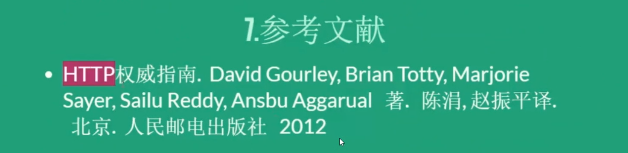 1.参考文献
• HTTP权威指南. David Gourley, Brian Totty, Marjorie
Sayer, Sailu Reddy, Ansbu Aggarual 著. 陈涓, 赵振平译.
北京. 人民邮电出版社 2012